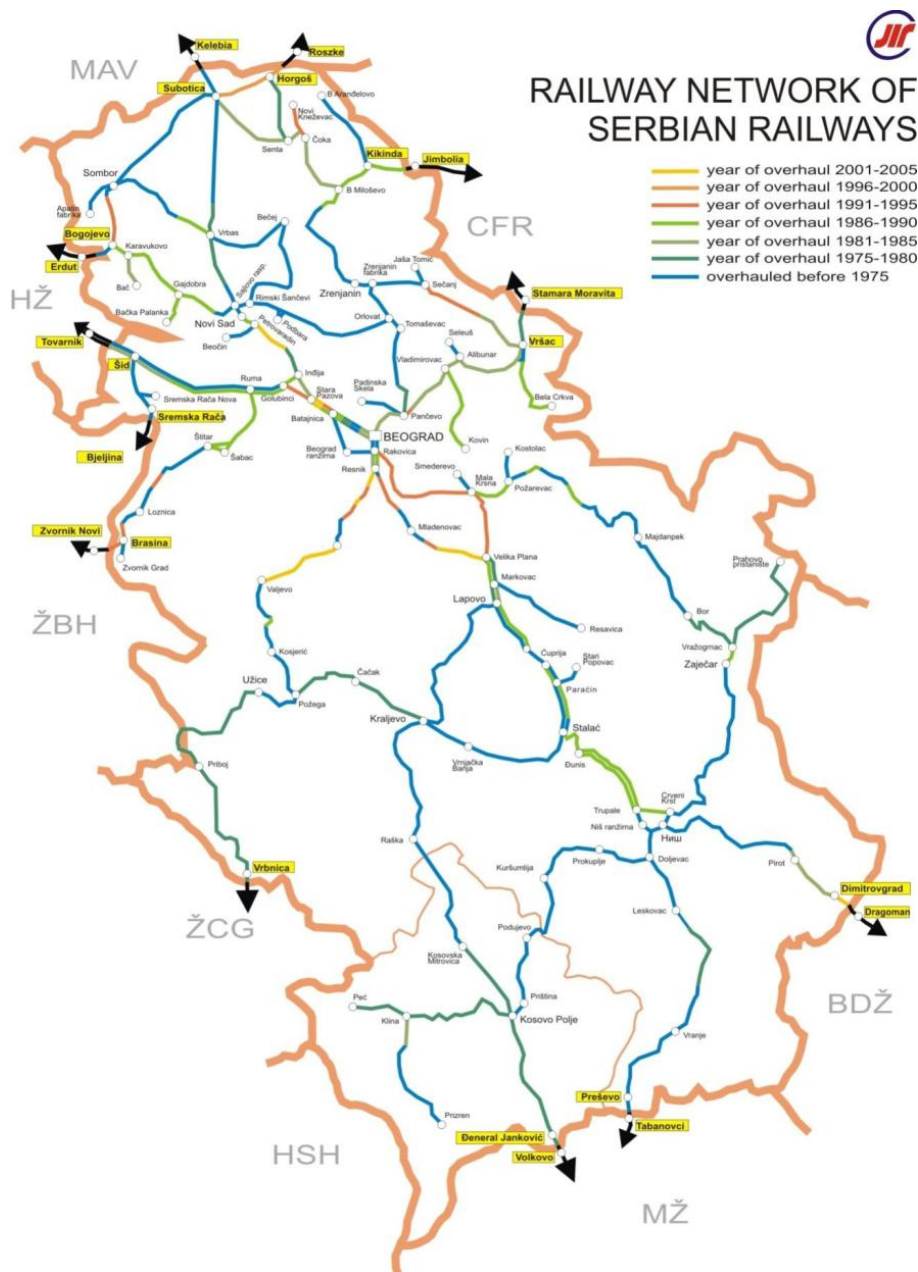 Kelebia
Roszke
MAV
JŽ
RAILWAY NETWORK OF
SERBIAN RAILWAYS
Subotica
Horgoš
B Aranđelovo
Novi
Kneževac
Senta
Čoka
Kikinda
Jimbolia
year of overhaul 2001-2005
year of overhaul 1996-2000
year of overhaul 1991-1995
year of overhaul 1986-1990
year of overhaul 1981-1985
year of overhaul 1975-1980
overhauled before 1975
Sombor
B Miloševo
Apatin
fabrika
Bečej
CFR
Bogojevo
Vrbas
Karavukovo
Erdut
Jaša Tomić
Zrenjanin
fabrika
Sajovo rasp.
Bač
Gajdobra
Zrenjanin
Sečanj
Stamara Moravita
HŽ
Rimski Šančevi
Bačka Palanka
Novi Sad
Petrovaradin
Podbara
Orlovat
Tomaševac
Tovarnik
Beočin
Seleuš
Vršac
Šid
Vladimirovac
Alibunar
Inđija
Ruma
Golubinci
Stara
Pazova
Padinska
Skela
Bela Crkva
Sremska Rača Nova
Batajnica
Pančevo
Sremska Rača
BEOGRAD
Štitar
Šabac
Beograd
ranžirna
Rakovica
Kovin
Bjeljina
Resnik
Smederevo
Mala
Krsna
Kostolac
Požarevac
Loznica
Zvornik Novi
Brasina
Mladenovac
Majdanpek
Zvornik Grad
Velika Plana
Prahovo
pristanište
Valjevo
Markovac
ŽBH
Lapovo
Resavica
Bor
Kosjerić
Ćuprija
Stari
Popovac
Vražogrnac
Zaječar
Užice
Čačak
Paraćin
Požega
Kraljevo
Stalać
Vrnjačka
Banja
Đunis
Priboj
Crveni
Krst
Trupale
Niš ranžirna
Ниш
Raška
Prokuplje
Doljevac
Pirot
Kuršumlija
Vrbnica
Dimitrovgrad
Leskovac
Dragoman
ŽCG
Podujevo
Kosovska
Mitrovica
Peć
Priština
BDŽ
Klina
Kosovo Polje
Vranje
Prizren
Preševo
Tabanovci
Đeneral Janković
HSH
Volkovo
MŽ